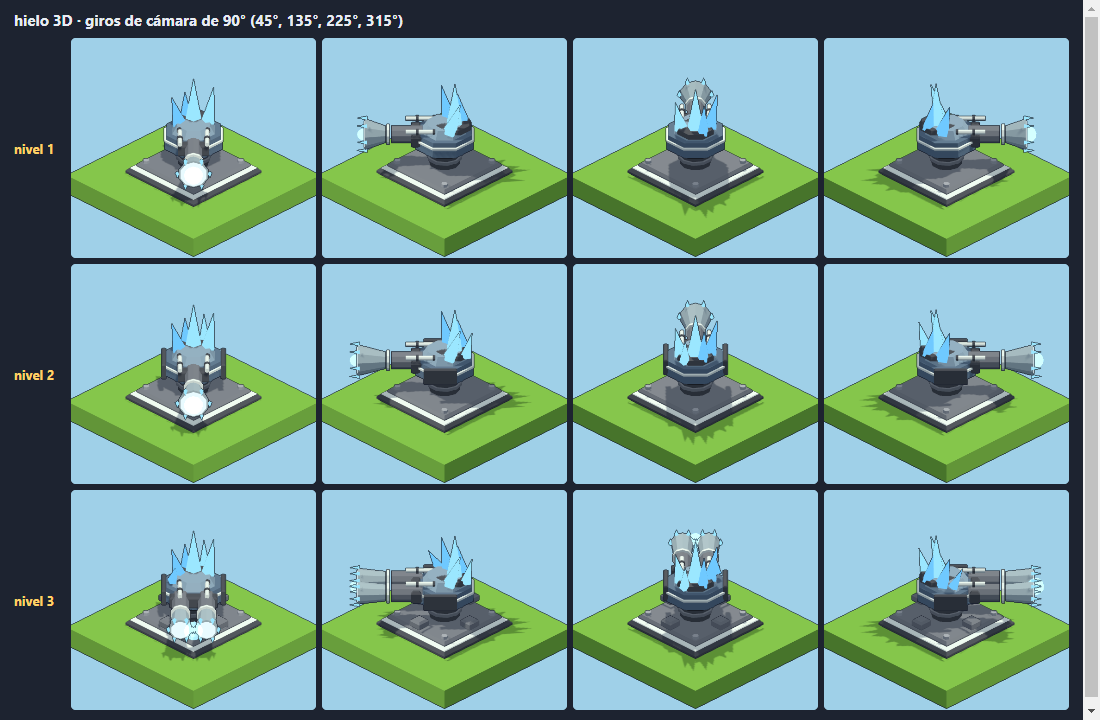 hielo 3D · giros de cámara de 90° (45°, 135°, 225°, 315°)
nivel 1
nivel 2
nivel 3